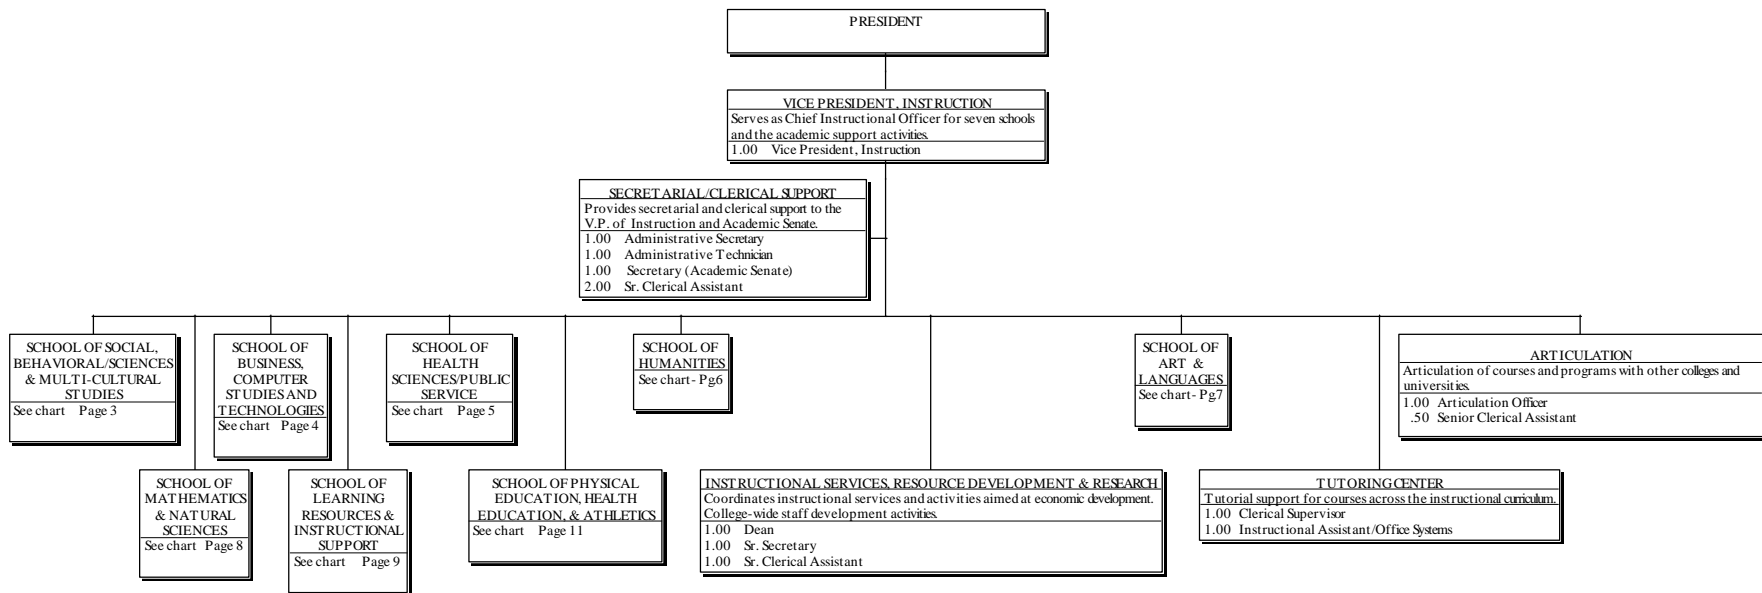 PRESIDENT
VICE PRESIDENT, INSTRUCTION
Serves as Chief Instructional Officer for seven schools
and the academic support activities.
1.00 Vice President, Instruction
SECRETARIAL/CLERICAL SUPPORT
Provides secretarial and clerical support to the
V.P. of Instruction and Academic Senate.
1.00 Administrative Secretary
1.00 Administrative Technician
1.00 Secretary (Academic Senate)
2.00 Sr. Clerical Assistant
SCHOOL OF SOCIAL,
BEHAVIORAL/SCIENCES
& MULTI-CULTURAL
STUDIES
See chart Page 3
SCHOOL OF
BUSINESS,
COMPUTER
STUDIES AND
TECHNOLOGIES
See chart Page 4
SCHOOL OF
HEALTH
SCIENCES/PUBLIC
SERVICE
See chart Page 5
SCHOOL OF
HUMANITIES
See chart- Pg.6
SCHOOL OF
ART &
LANGUAGES
See chart- Pg.7
ARTICULATION
Articulation of courses and programs with other colleges and
universities.
1.00 Articulation Officer
.50 Senior Clerical Assistant
SCHOOL OF
MATHEMATICS
& NATURAL
SCIENCES
See chart Page 8
SCHOOL OF
LEARNING
RESOURCES &
INSTRUCTIONAL
SUPPORT
See chart Page 9
SCHOOL OF PHYSICAL
EDUCATION, HEALTH
EDUCATION, & ATHLETICS
See chart Page 11
INSTRUCTIONAL SERVICES, RESOURCE DEVELOPMENT & RESEARCH
Coordinates instructional services and activities aimed at economic development.
College-wide staff development activities.
1.00 Dean
1.00 Sr. Secretary
1.00 Sr. Clerical Assistant
TUTORING CENTER
Tutorial support for courses across the instructional curriculum.
1.00 Clerical Supervisor
1.00 Instructional Assistant/Office Systems